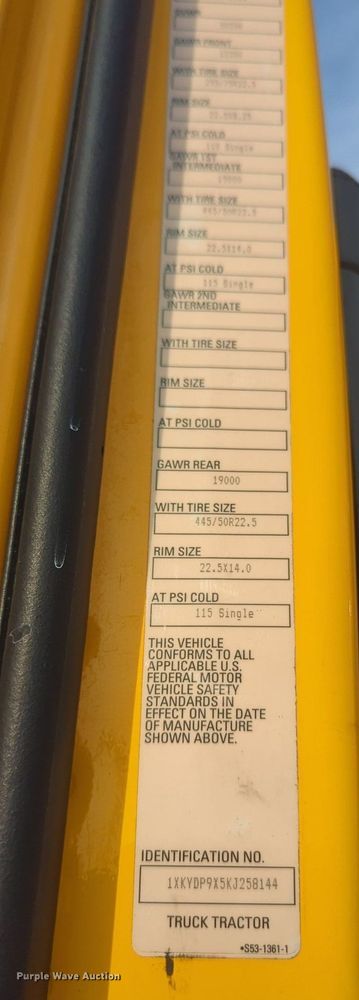 GVWR
GAWR FRONT
WITH TIRE SIZE
RIM SIZE
AT PSI COLD
GAWR 1ST
INTERMEDIATE
19000
WITH TIRE SIZE
445/50R22.5
RIM SIZE
22.5X14.0
AT PSI COLD
115 Single
GAWR 2ND
INTERMEDIATE
WITH TIRE SIZE
RIM SIZE
AT PSI COLD
GAWR REAR
19000
WITH TIRE SIZE
445/50R22.5
RIM SIZE
22.5X14.0
AT PSI COLD
115 Single
THIS VEHICLE
CONFORMS TO ALL
APPLICABLE U.S.
FEDERAL MOTOR
VEHICLE SAFETY
STANDARDS IN
EFFECT ON THE DATE
OF MANUFACTURE
SHOWN ABOVE.
IDENTIFICATION NO.
1XKYDP9X5KJ258144
TRUCK TRACTOR
•S53-1361-1
Purple Wave Auction